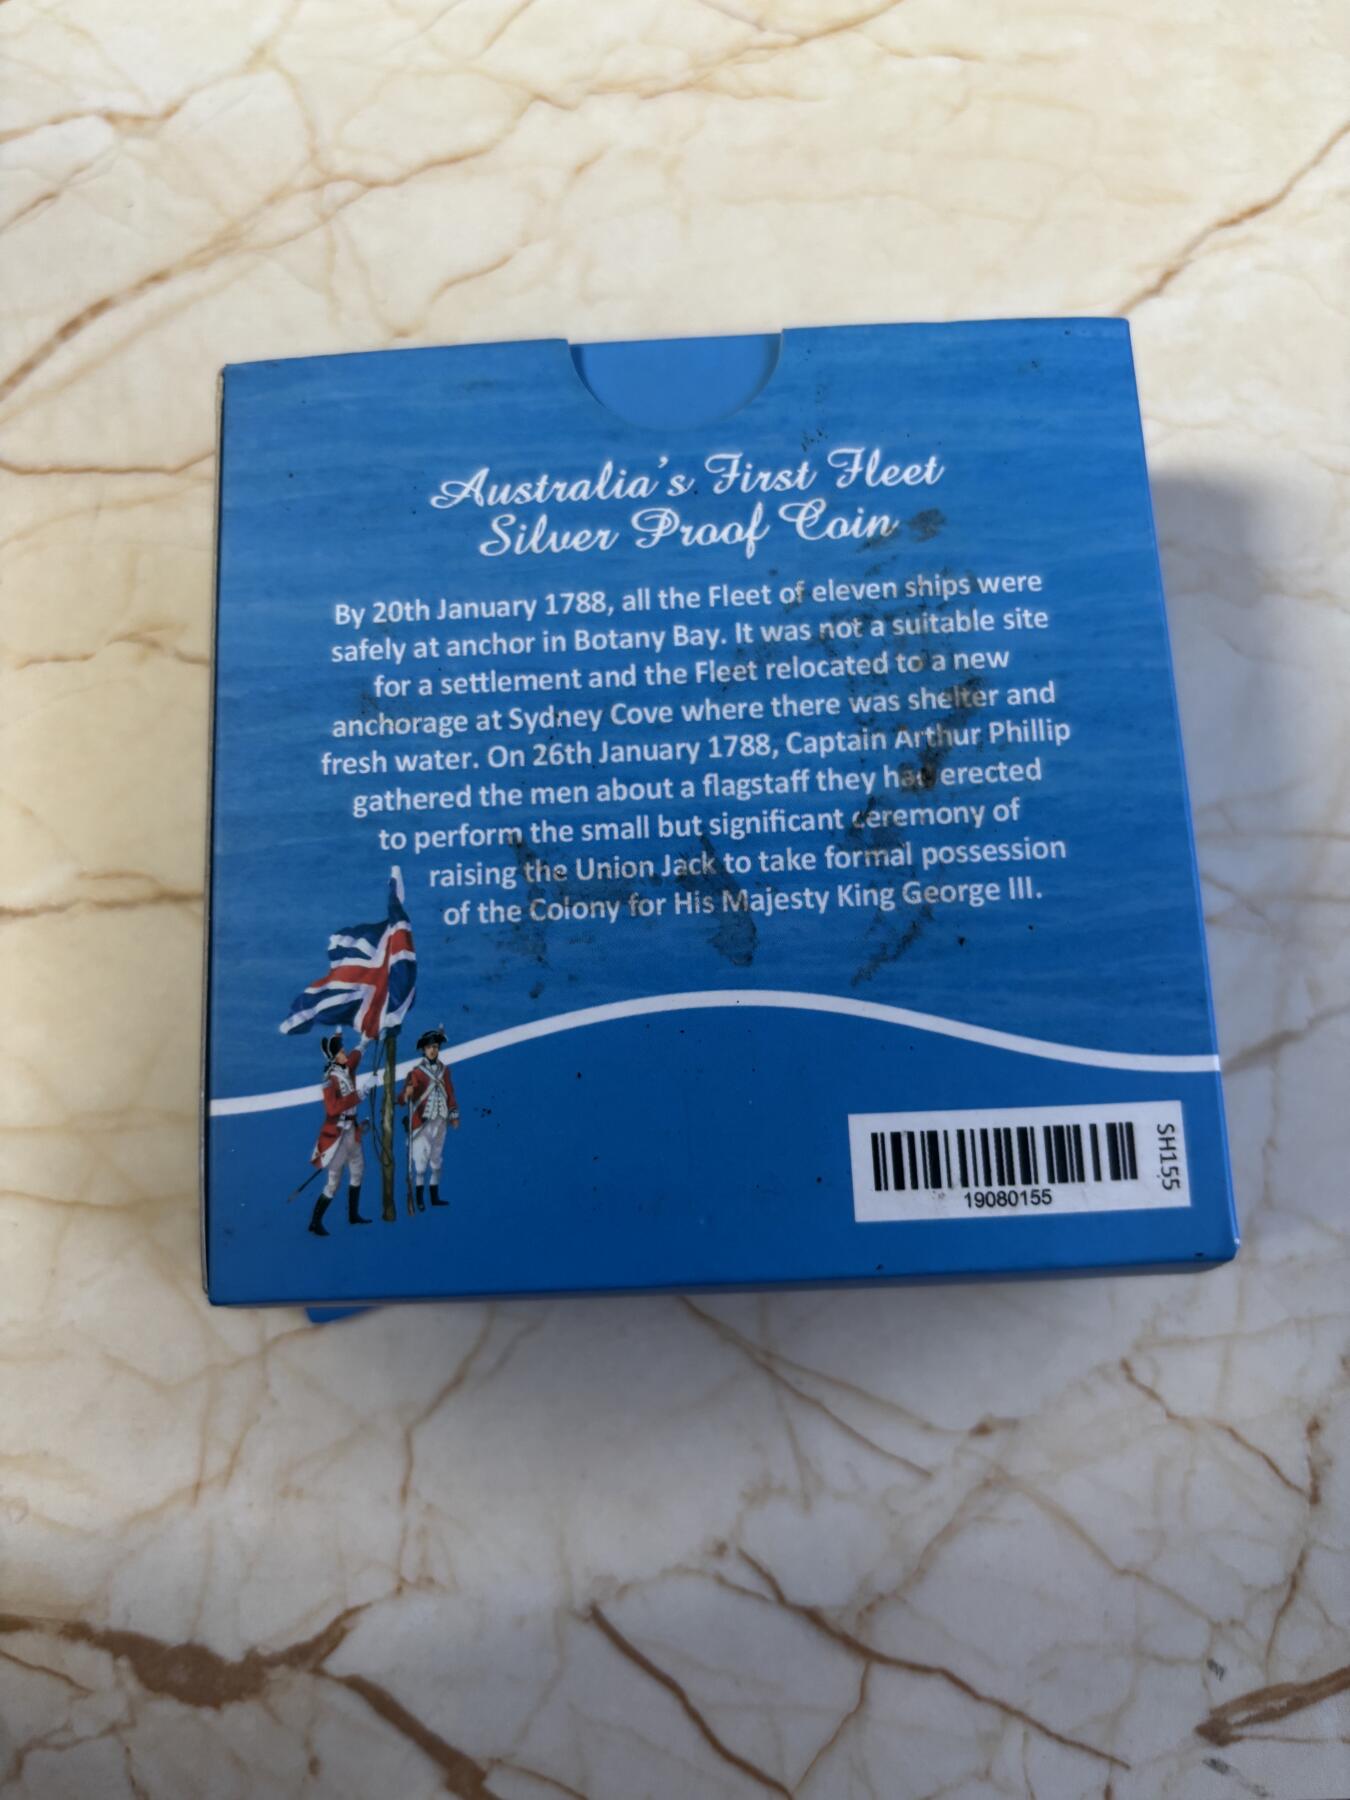 Australia's First Fleet
Silver Proof Coin
By 20th January 1788, all the Fleet of eleven ships were
safely at anchor in Botany Bay. It was not a suitable site
for a settlement and the Fleet relocated to a new
anchorage at Sydney Cove where there was shelter and
fresh water. On 26th January 1788, Captain Arthur Phillip
gathered the men about a flagstaff they had erected
to perform the small but significant ceremony of
raising the Union Jack to take formal possession
of the Colony for His Majesty King George III.
19080155
SH155